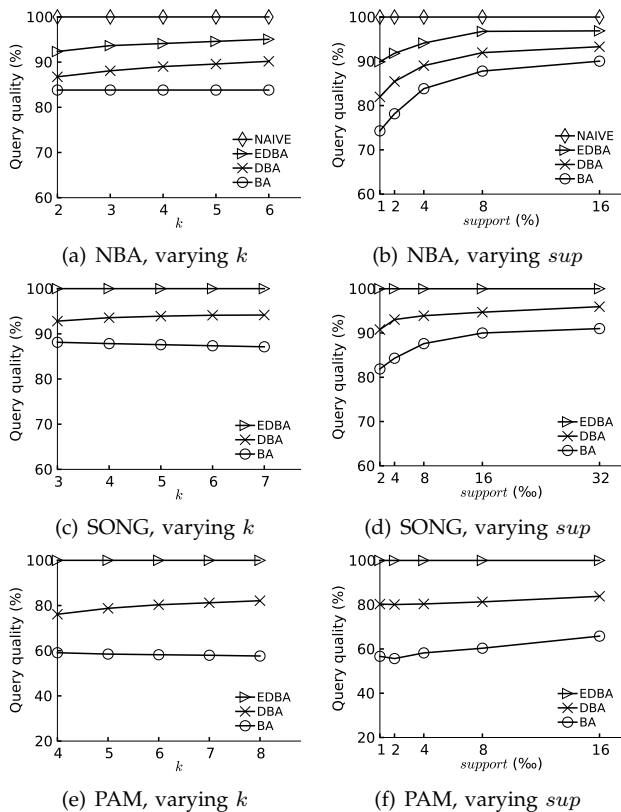 Query quality (%)
100
90
80
70
60
2 3 4 5 6
k
NAIVE
EDBA
DBA
BA
(a) NBA, varying k
Query quality (%)
100
90
80
70
60
1 2 4 8 16
support (%)
NAIVE
EDBA
DBA
BA
(b) NBA, varying sup
Query quality (%)
100
90
80
70
60
3 4 5 6 7
k
EDBA
DBA
BA
(c) SONG, varying k
Query quality (%)
100
90
80
70
60
2 4 8 16 32
support (‰)
EDBA
DBA
BA
(d) SONG, varying sup
Query quality (%)
100
80
60
40
20
4 5 6 7 8
k
EDBA
DBA
BA
(e) PAM, varying k
Query quality (%)
100
80
60
40
20
1 2 4 8 16
support (‰)
EDBA
DBA
BA
(f) PAM, varying sup